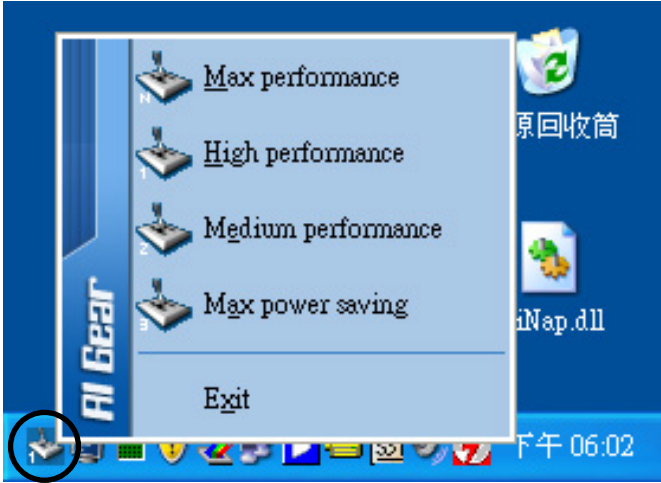 Max performance
High performance
Medium performance
Max power saving
Exit
AI Gear
原回收筒
iNap.dll
下午 06:02